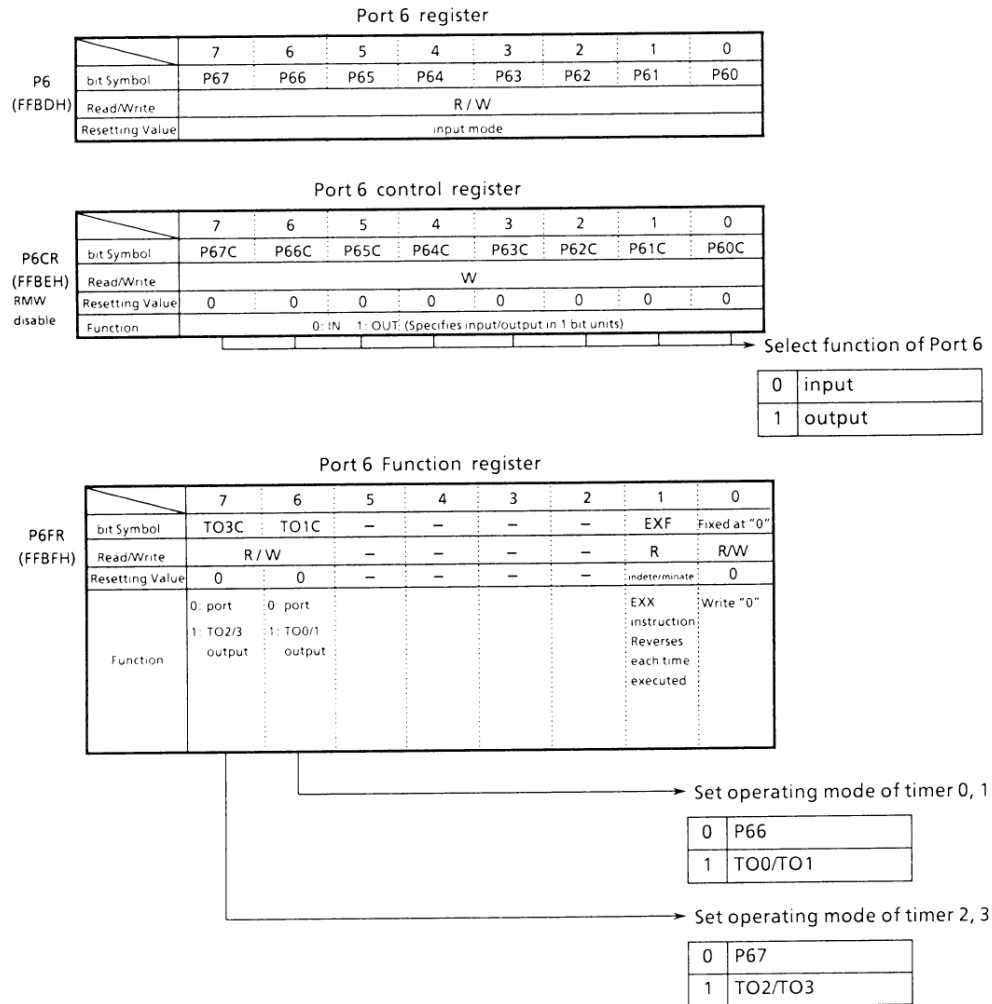 Port 6 register
7 6 5 4 3 2 1 0
P6 (FFBDH)
bit Symbol P67 P66 P65 P64 P63 P62 P61 P60
Read/Write R / W
Resetting Value input mode
Port 6 control register
7 6 5 4 3 2 1 0
P6CR (FFBEH) RMW disable
bit Symbol P67C P66C P65C P64C P63C P62C P61C P60C
Read/Write W
Resetting Value 0 0 0 0 0 0 0 0
Function 0: IN 1: OUT (Specifies input/output in 1 bit units)
Select function of Port 6
0 input
1 output
Port 6 Function register
7 6 5 4 3 2 1 0
P6FR (FFBFH)
bit Symbol TO3C TO1C – – – – EXF Fixed at "0"
Read/Write R / W – – – – R R/W
Resetting Value 0 0 – – – – indeterminate 0
Function
0: port
1: TO2/3
output
0: port
1: TO0/1
output
EXX
instruction
Reverses
each time
executed
Write "0"
Set operating mode of timer 0, 1
0 P66
1 TO0/TO1
Set operating mode of timer 2, 3
0 P67
1 TO2/TO3